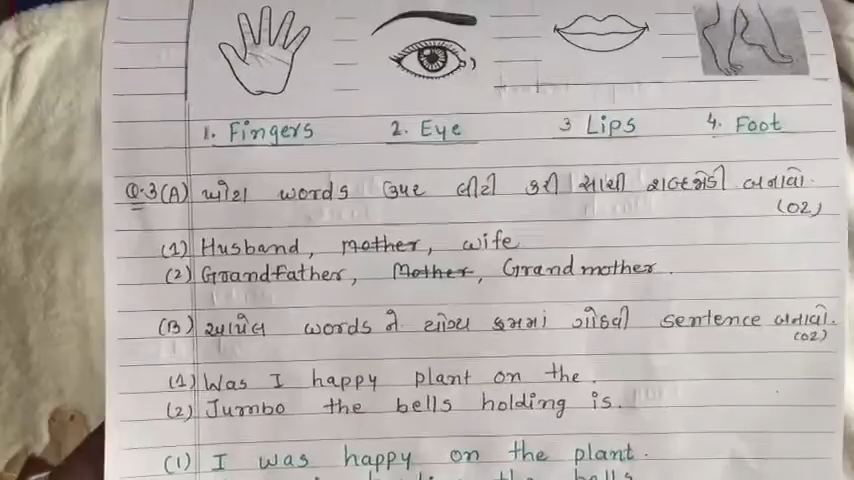 1. Fingers 2. Eye 3 Lips 4. Foot
Q.3(A) ખોટા words ઉપર લીટી કરી સાચી શબ્દજોડી બનાવો.
(02)
(1) Husband, mother, wife
(2) Grandfather, Mother, Grandmother.
(B) આપેલ words ને યોગ્ય ક્રમમાં ગોઠવી sentence બનાવો.
(02)
(1) Was I happy plant on the.
(2) Jumbo the bells holding is.
(1) I was happy on the plant.
the bells